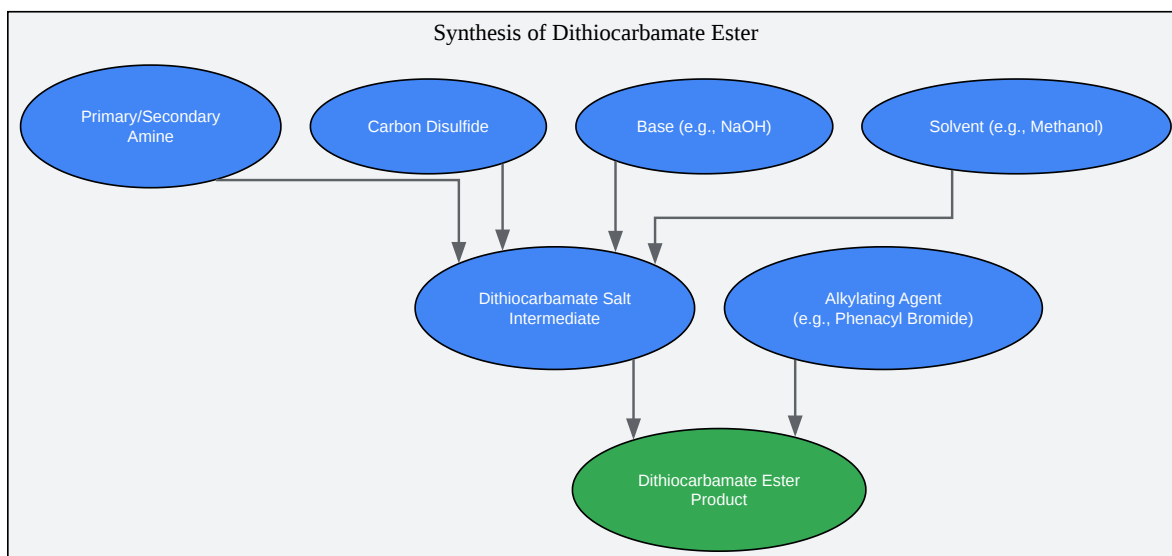 Synthesis of Dithiocarbamate Ester
Primary/Secondary
Amine
Carbon Disulfide
Base (e.g., NaOH)
Solvent (e.g., Methanol)
Dithiocarbamate Salt
Intermediate
Alkylating Agent
(e.g., Phenacyl Bromide)
Dithiocarbamate Ester
Product